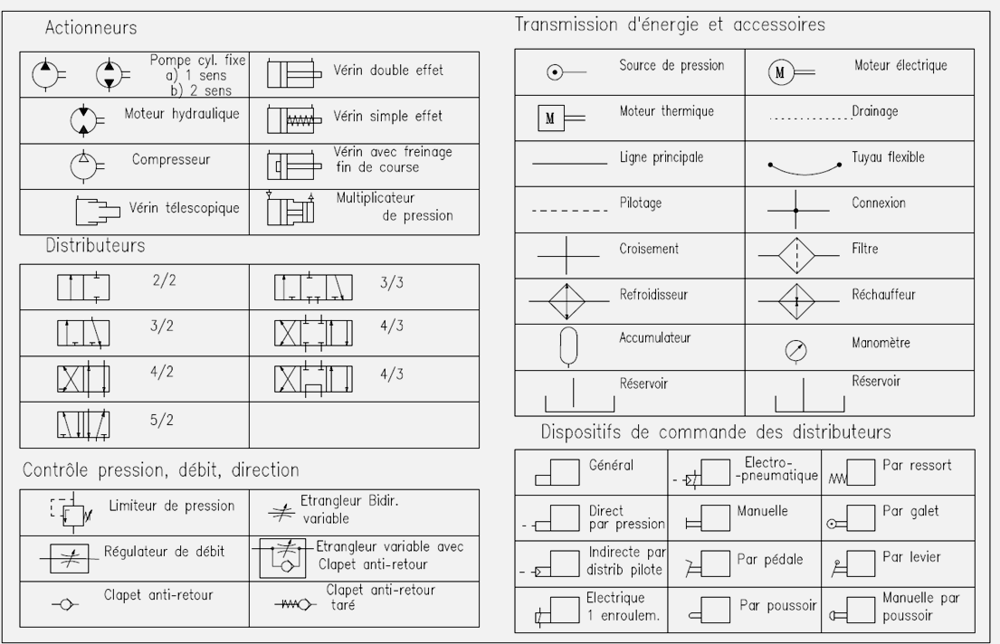 Actionneurs
Pompe cyl. fixe
a) 1 sens
b) 2 sens
Vérin double effet
Moteur hydraulique
Vérin simple effet
Compresseur
Vérin avec freinage
fin de course
Vérin télescopique
Multiplicateur
de pression
Distributeurs
2/2
3/3
3/2
4/3
4/2
4/3
5/2
Contrôle pression, débit, direction
Limiteur de pression
Etrangleur Bidir.
variable
Régulateur de débit
Etrangleur variable avec
Clapet anti-retour
Clapet anti-retour
Clapet anti-retour
taré
Transmission d'énergie et accessoires
Source de pression
M
Moteur électrique
M
Moteur thermique
Drainage
Ligne principale
Tuyau flexible
Pilotage
Connexion
Croisement
Filtre
Refroidisseur
Réchauffeur
Accumulateur
Manomètre
Réservoir
Réservoir
Dispositifs de commande des distributeurs
Général
Electro-
-pneumatique
Par ressort
Direct
par pression
Manuelle
Par galet
Indirecte par
distrib pilote
Par pédale
Par levier
Electrique
1 enroulem.
Par poussoir
Manuelle par
poussoir